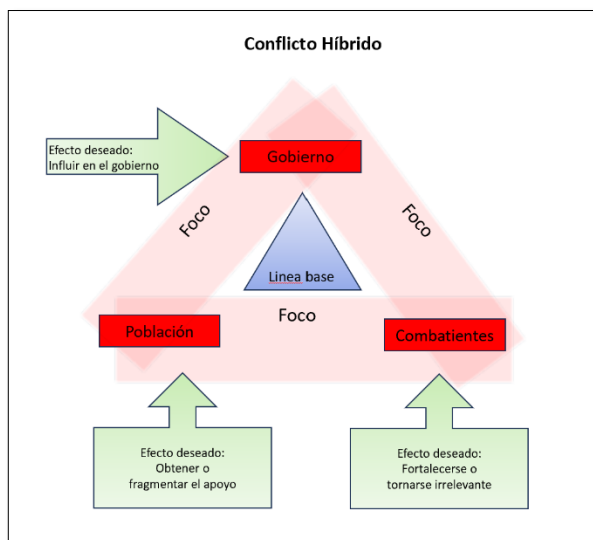 Conflicto Híbrido
Efecto deseado:
Influir en el gobierno
Gobierno
Foco
Foco
Linea base
Foco
Población
Combatientes
Efecto deseado:
Obtener o
fragmentar el apoyo
Efecto deseado:
Fortalecerse o
tornarse irrelevante